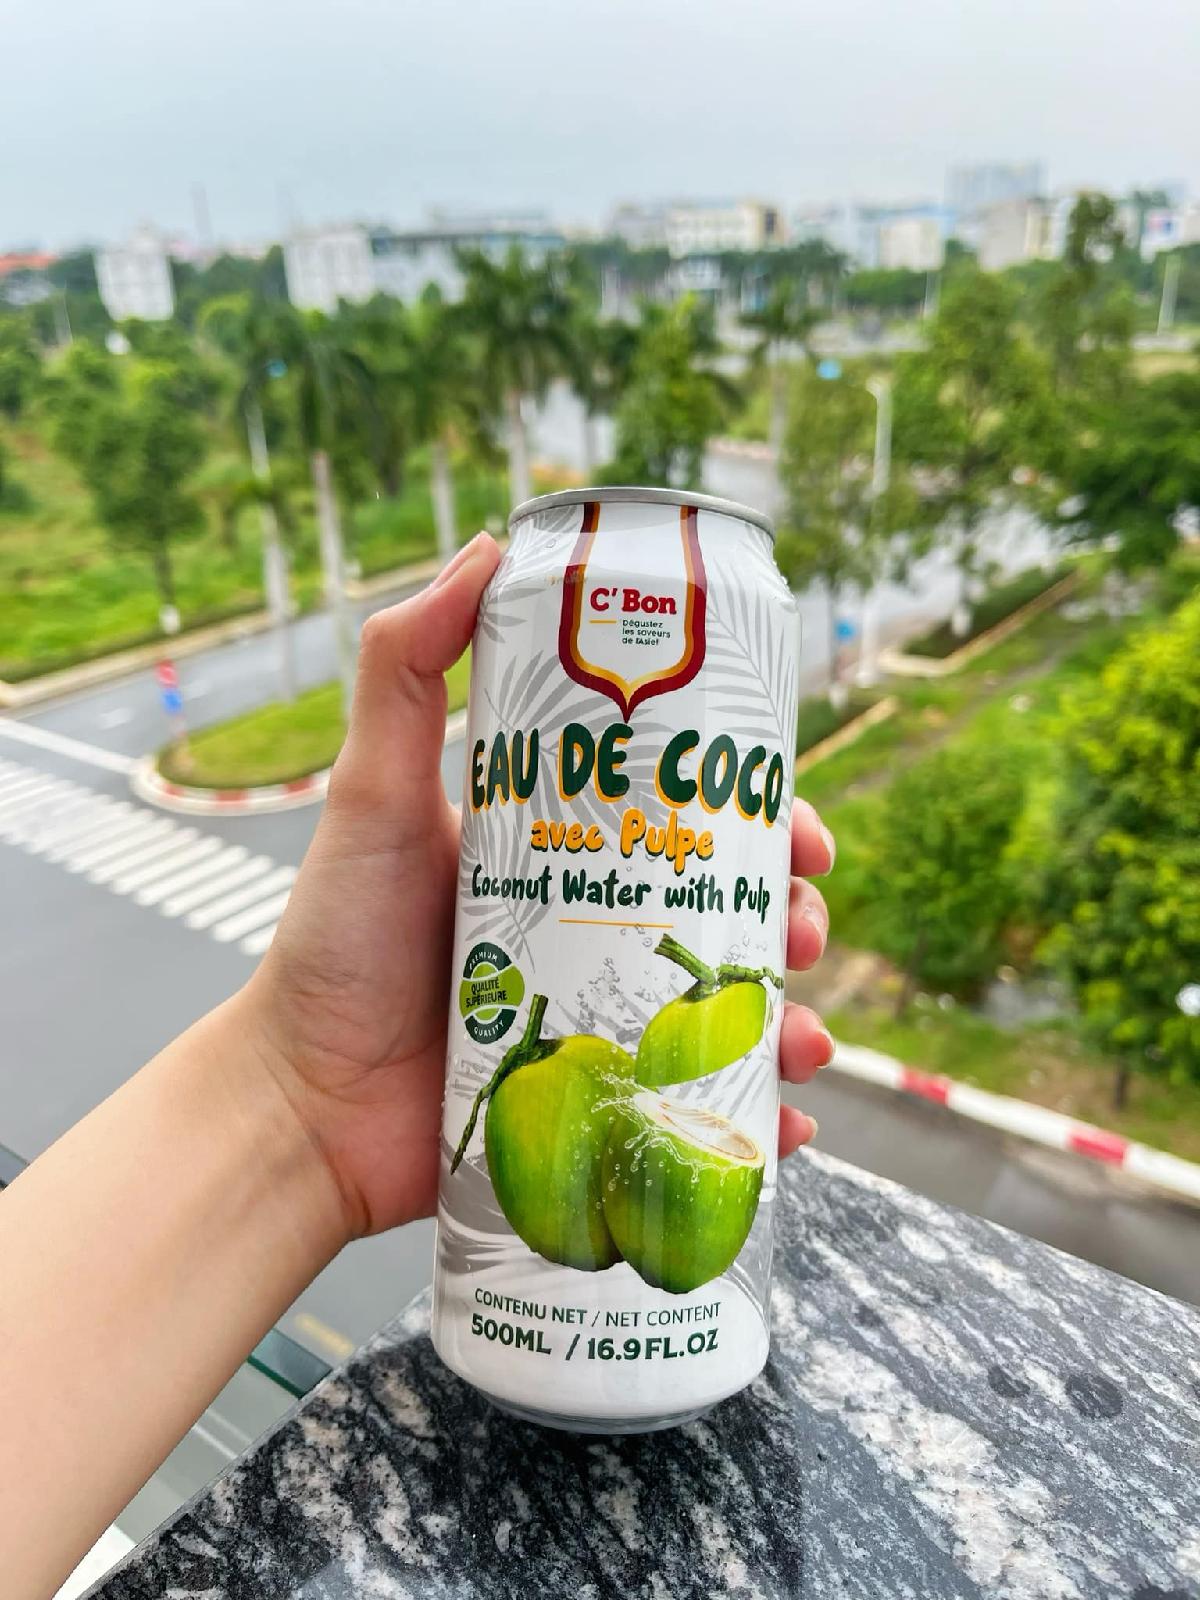 C' Bon
Dégustez
les saveurs
de l'Asie!
EAU DE COCO
avec Pulpe
Coconut Water with Pulp
PREMIUM
QUALITÉ
SUPÉRIEURE
QUALITY
CONTENU NET / NET CONTENT
500ML / 16.9FL.OZ